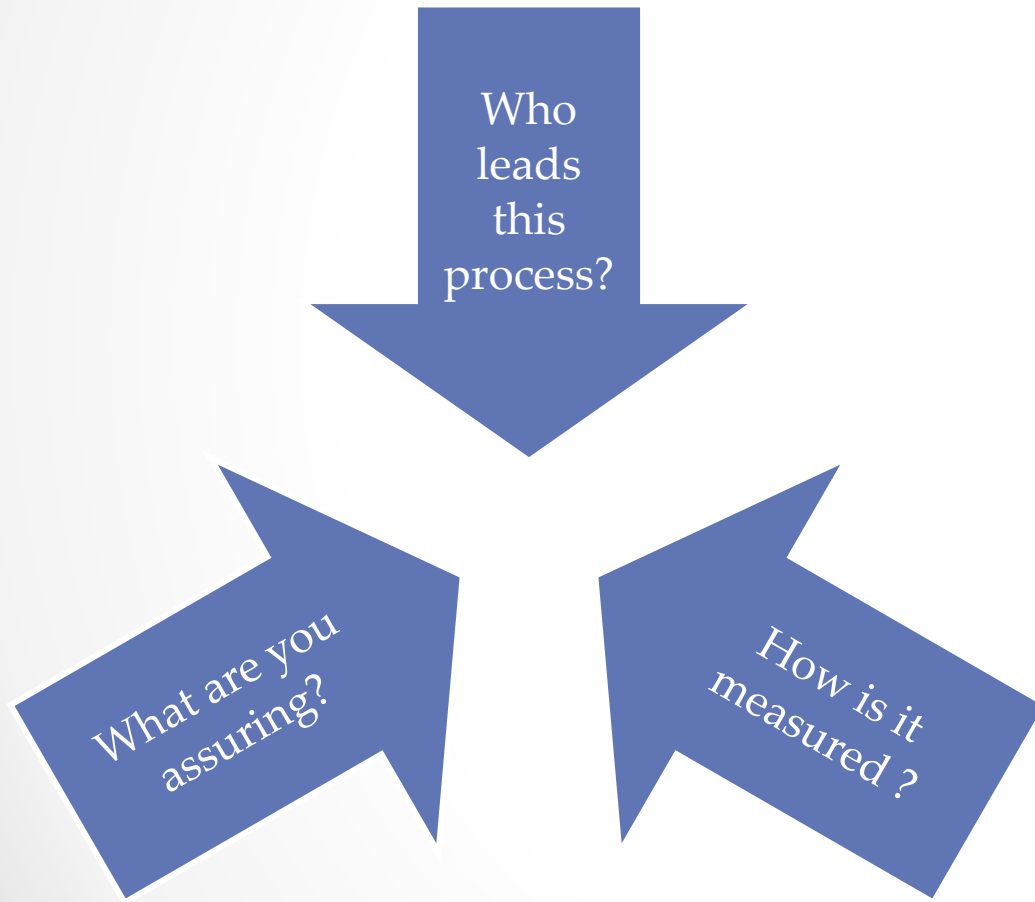 Who
leads
this
process?
What are you
assuring?
How is it
measured ?